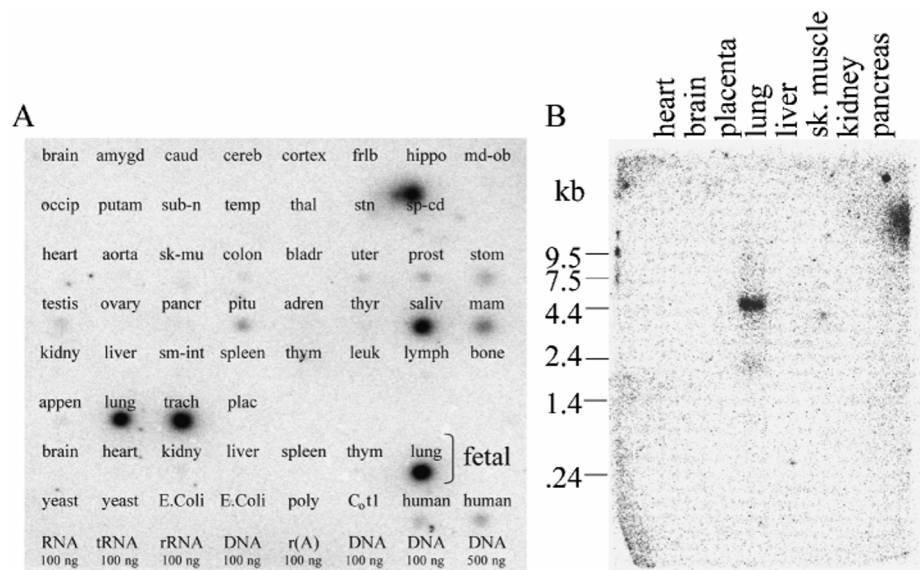 A
brain amygd caud cereb cortex frlb hippo md-ob
occip putam sub-n temp thal stn sp-cd
heart aorta sk-mu colon bladr uter prost stom
testis ovary pancr pitu adren thyr saliv mam
kidny liver sm-int spleen thym leuk lymph bone
appen lung trach plac
brain heart kidny liver spleen thym lung
fetal
yeast yeast E.Coli E.Coli poly Cot1 human human
RNA tRNA rRNA DNA r(A) DNA DNA DNA
100 ng 100 ng 100 ng 100 ng 100 ng 100 ng 100 ng 500 ng
B
heart
brain
placenta
lung
liver
sk. muscle
kidney
pancreas
kb
9.5
7.5
4.4
2.4
1.4
.24